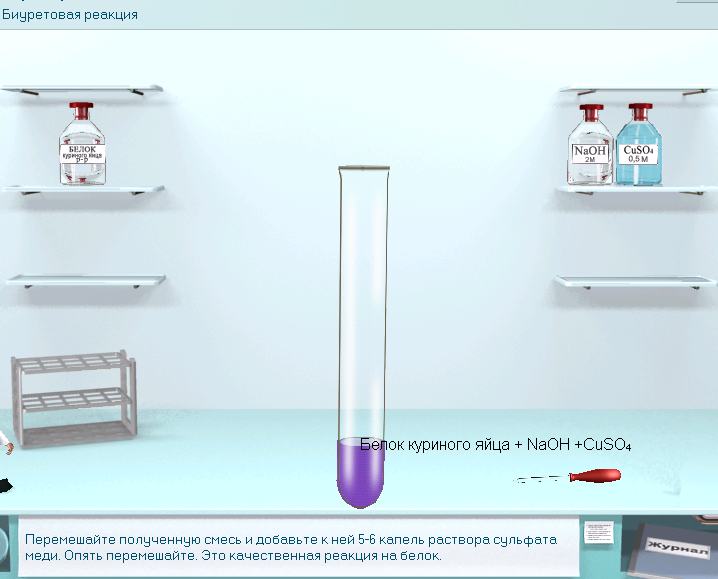 Биуретовая реакция
БЕЛОК
куриного яйца
р-р
NaOH
2М
CuSO₄
0,5 М
Белок куриного яйца + NaOH +CuSO₄
Перемешайте полученную смесь и добавьте к ней 5-6 капель раствора сульфата
меди. Опять перемешайте. Это качественная реакция на белок.
Журнал